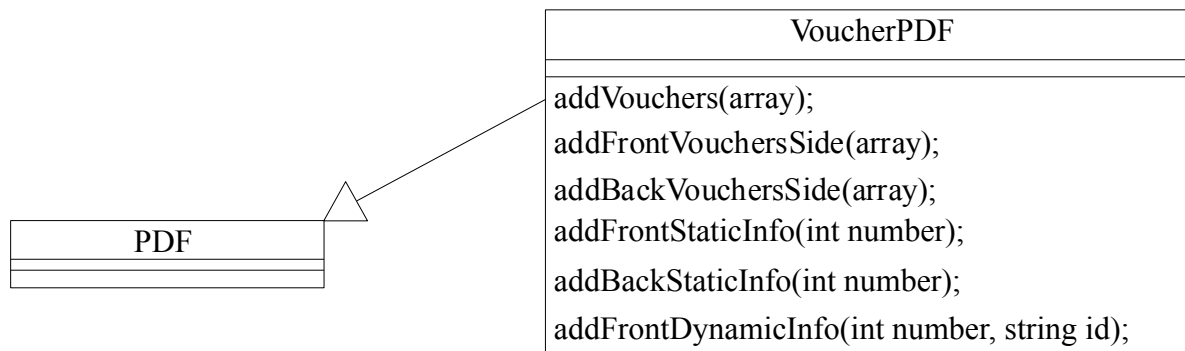 VoucherPDF
addVouchers(array);
addFrontVouchersSide(array);
addBackVouchersSide(array);
addFrontStaticInfo(int number);
addBackStaticInfo(int number);
addFrontDynamicInfo(int number, string id);
PDF